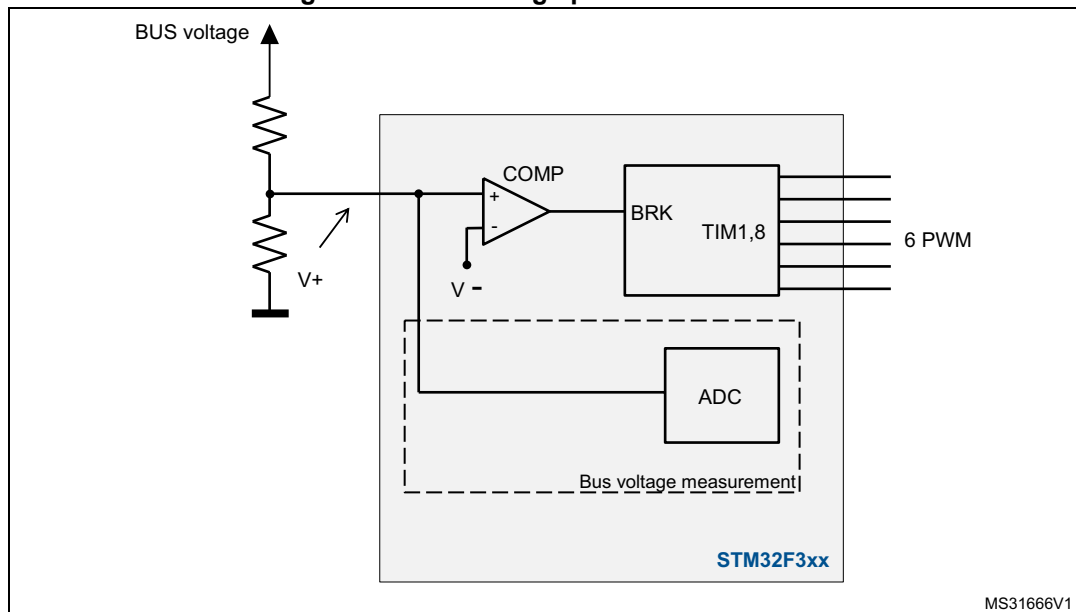 BUS voltage
COMP
+
-
BRK
TIM1,8
6 PWM
V+
V -
ADC
Bus voltage measurement
STM32F3xx
MS31666V1